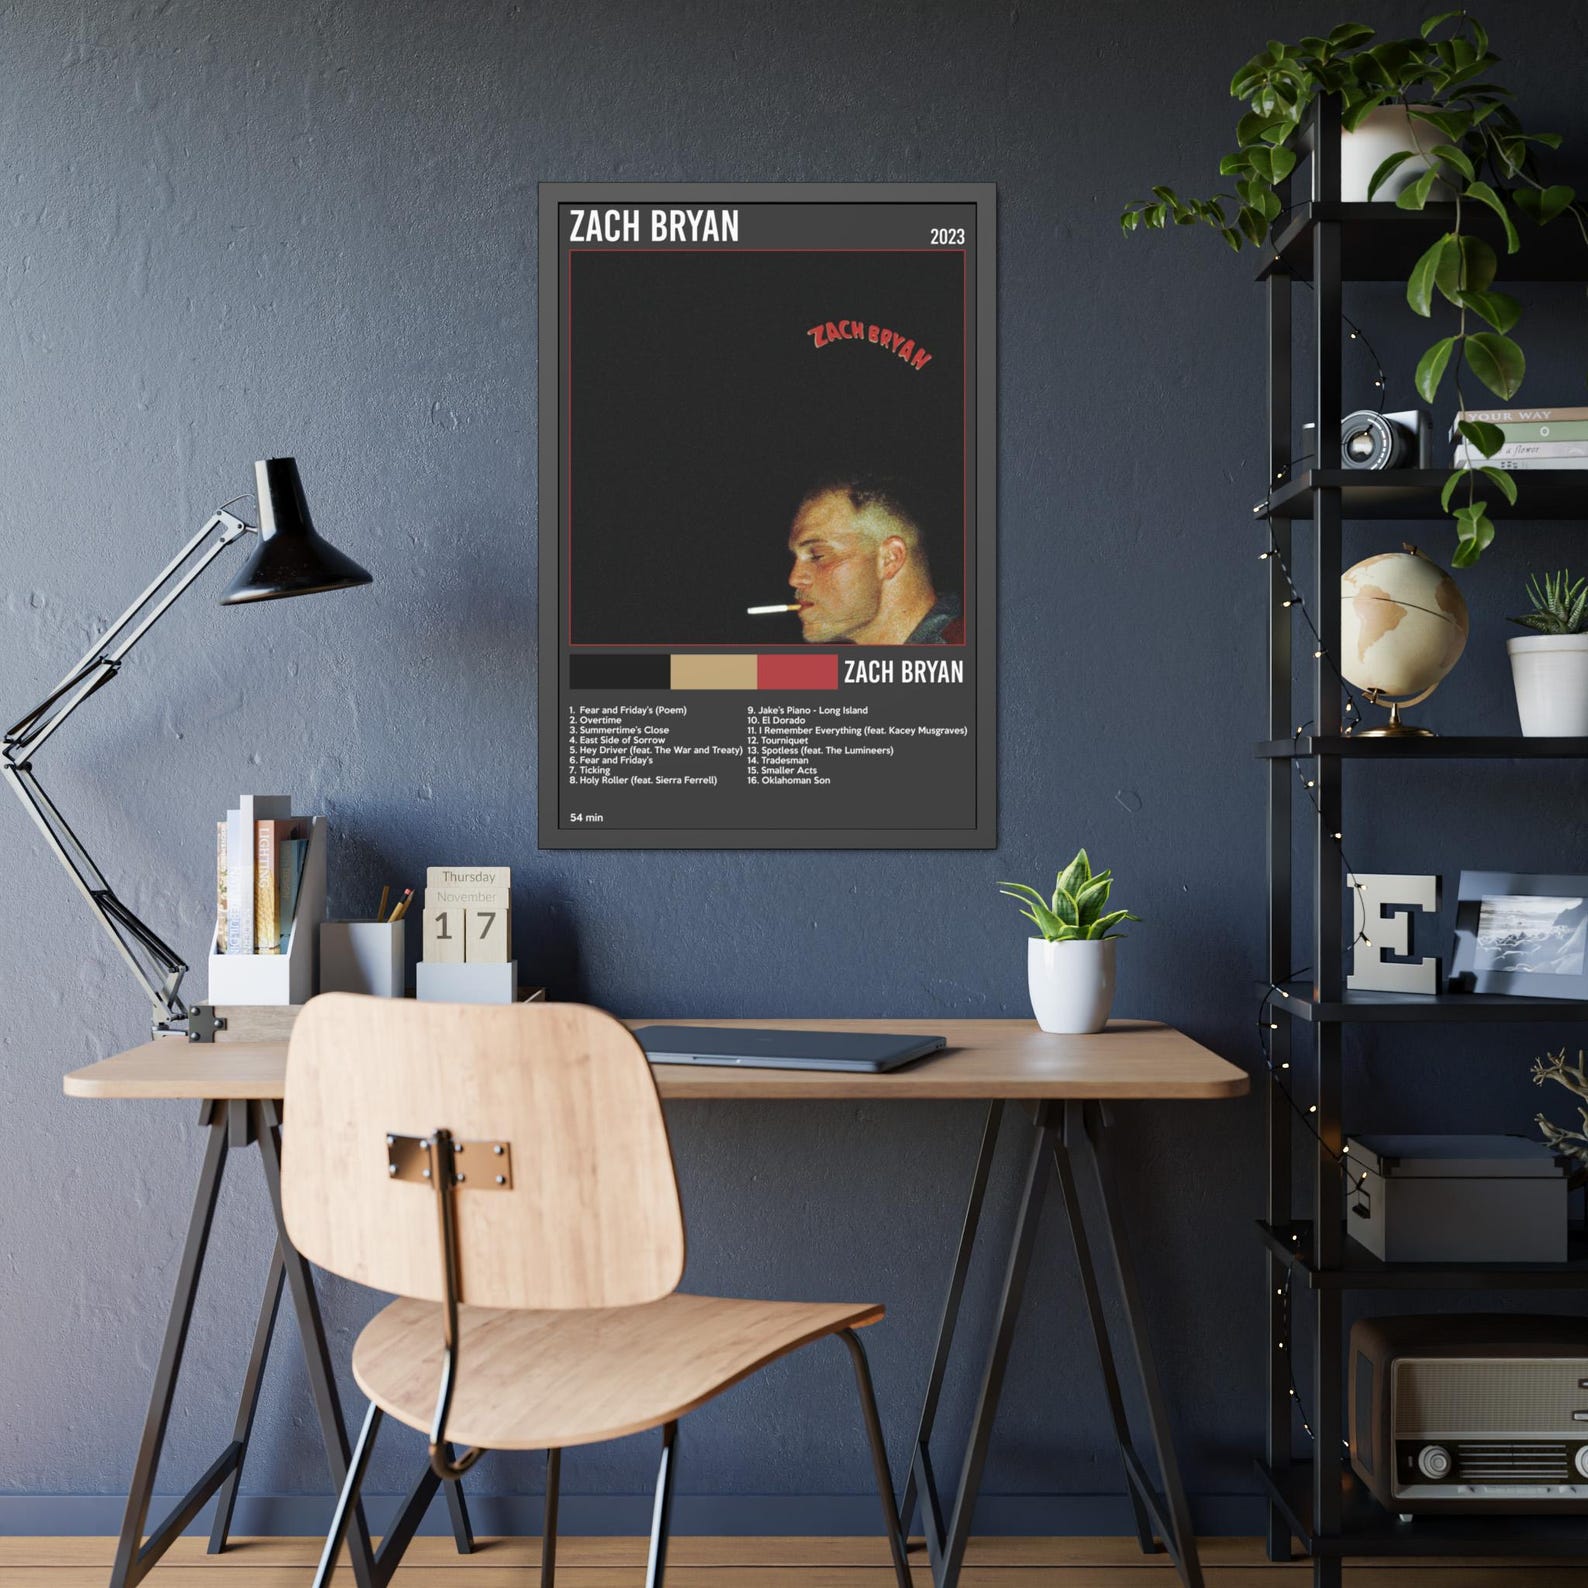 ZACH BRYAN
2023
ZACH BRYAN
ZACH BRYAN
1. Fear and Friday's (Poem)
2. Overtime
3. Summertime's Close
4. East Side of Sorrow
5. Hey Driver (feat. The War and Treaty)
6. Fear and Friday's
7. Ticking
8. Holy Roller (feat. Sierra Ferrell)
9. Jake's Piano - Long Island
10. El Dorado
11. I Remember Everything (feat. Kacey Musgraves)
12. Tourniquet
13. Spotless (feat. The Lumineers)
14. Tradesman
15. Smaller Acts
16. Oklahoman Son
54 min
YOUR WAY
a flower
LIGHTING
Thursday
November
17
E